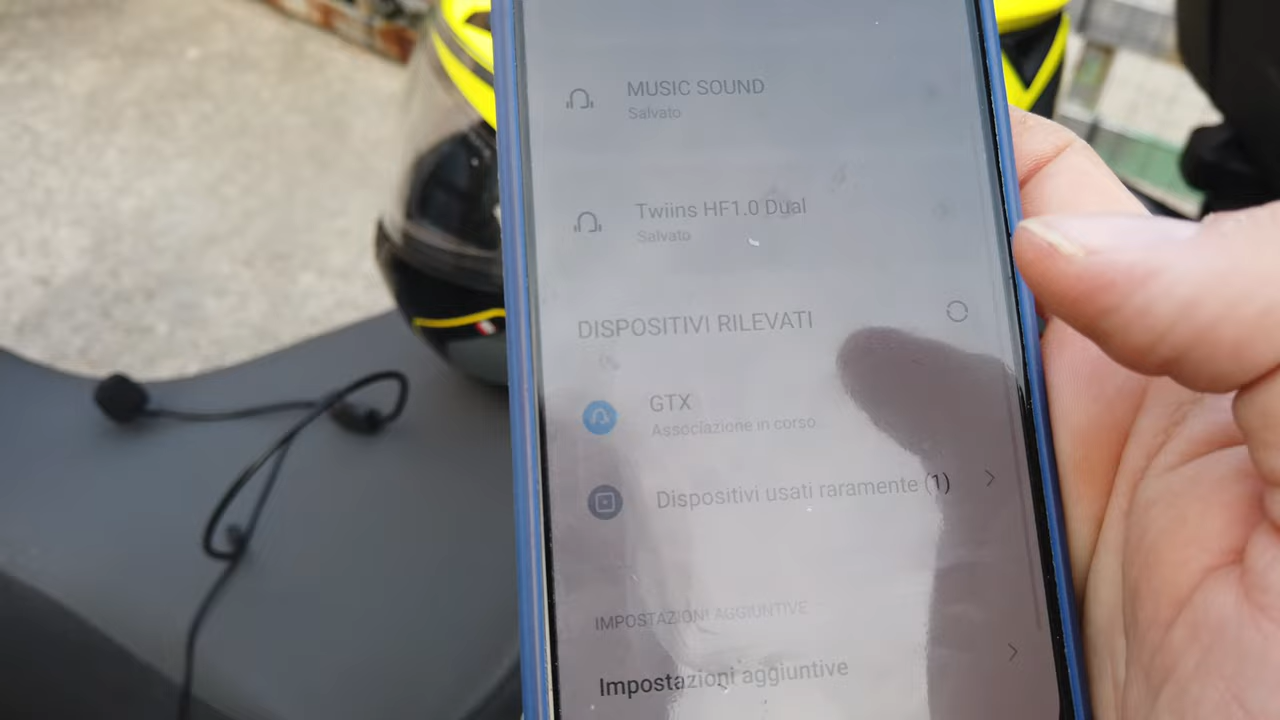 MUSIC SOUND
Salvato
Twiins HF1.0 Dual
Salvato
DISPOSITIVI RILEVATI
GTX
Associazione in corso
Dispositivi usati raramente (1)
IMPOSTAZIONI AGGIUNTIVE
Impostazioni aggiuntive